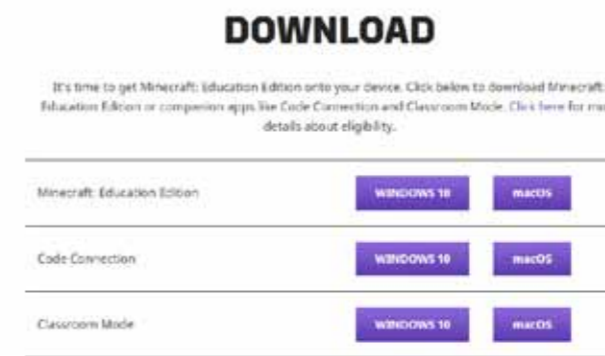 DOWNLOAD
It's time to get Minecraft: Education Edition onto your device. Click below to download Minecraft:
Education Edition or companion apps like Code Connection and Classroom Mode. Click here for mo
details about eligibility.
Minecraft: Education Edition WINDOWS 10 macOS
Code Connection WINDOWS 10 macOS
Classroom Mode WINDOWS 10 macOS